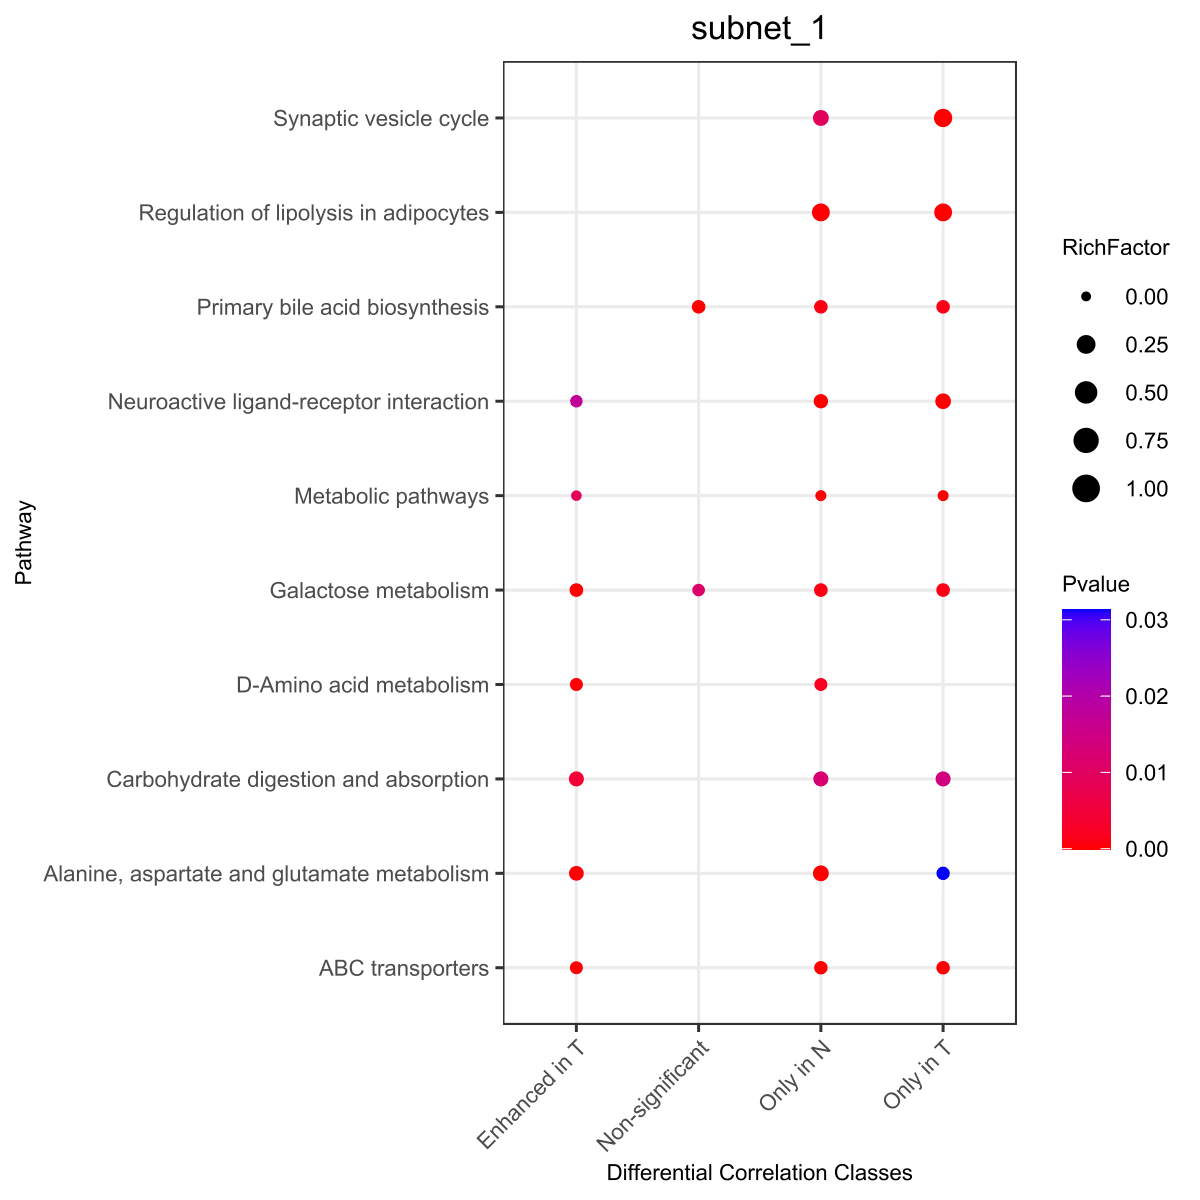 subnet_1
Synaptic vesicle cycle
Regulation of lipolysis in adipocytes
Primary bile acid biosynthesis
Neuroactive ligand-receptor interaction
Metabolic pathways
Galactose metabolism
D-Amino acid metabolism
Carbohydrate digestion and absorption
Alanine, aspartate and glutamate metabolism
ABC transporters
Pathway
Enhanced in T
Non-significant
Only in N
Only in T
Differential Correlation Classes
RichFactor
0.00
0.25
0.50
0.75
1.00
Pvalue
0.03
0.02
0.01
0.00